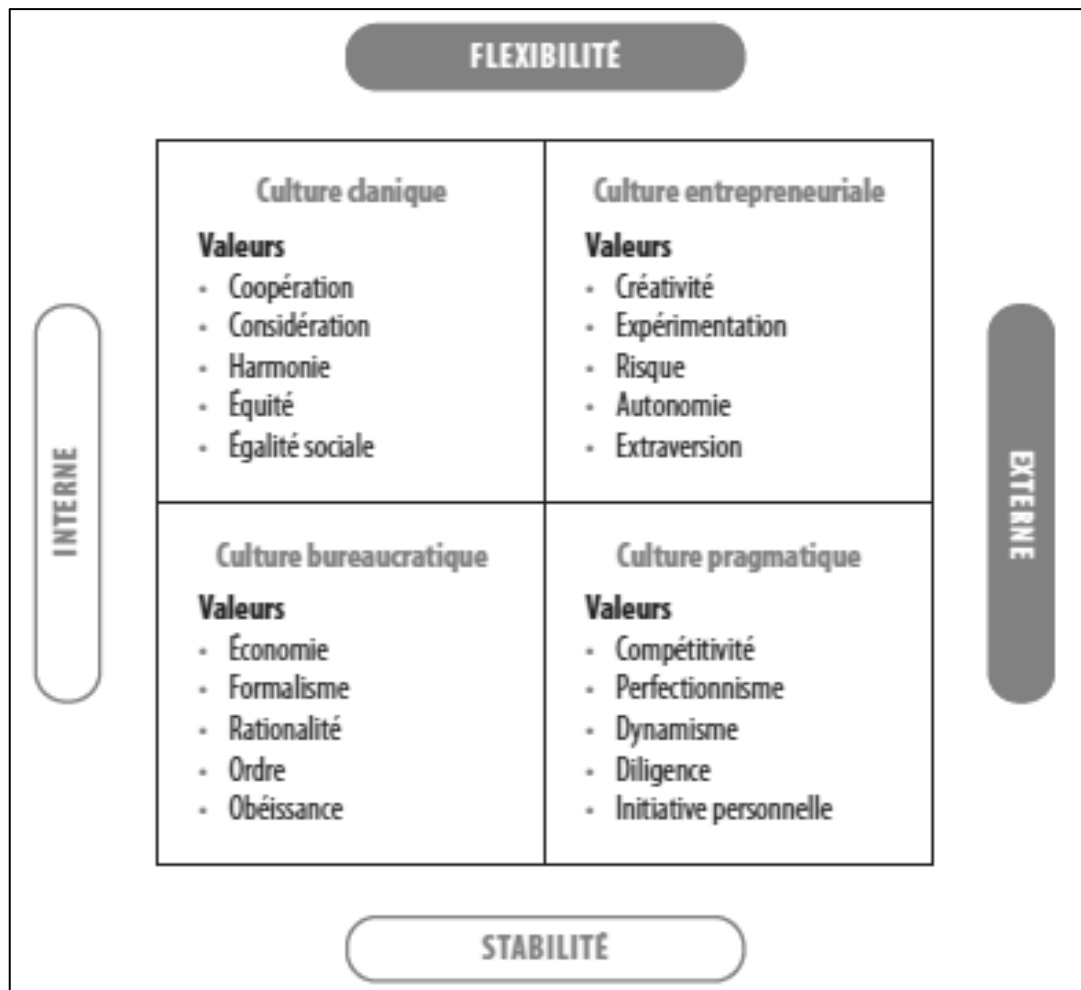 FLEXIBILITÉ
INTERNE
Culture clanique
Valeurs
• Coopération
• Considération
• Harmonie
• Équité
• Égalité sociale
Culture entrepreneuriale
Valeurs
• Créativité
• Expérimentation
• Risque
• Autonomie
• Extraversion
EXTERNE
Culture bureaucratique
Valeurs
• Économie
• Formalisme
• Rationalité
• Ordre
• Obéissance
Culture pragmatique
Valeurs
• Compétitivité
• Perfectionnisme
• Dynamisme
• Diligence
• Initiative personnelle
STABILITÉ